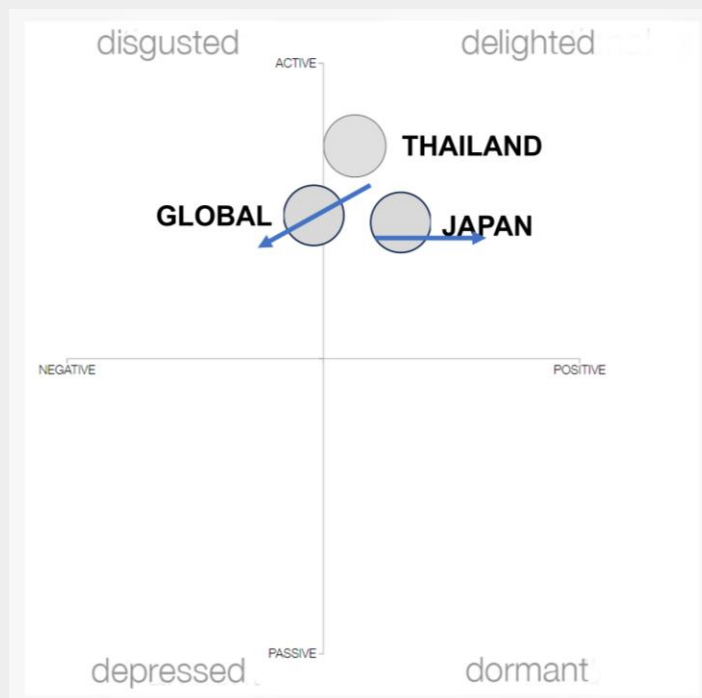 disgusted
delighted
ACTIVE
THAILAND
GLOBAL
JAPAN
NEGATIVE
POSITIVE
PASSIVE
depressed
dormant